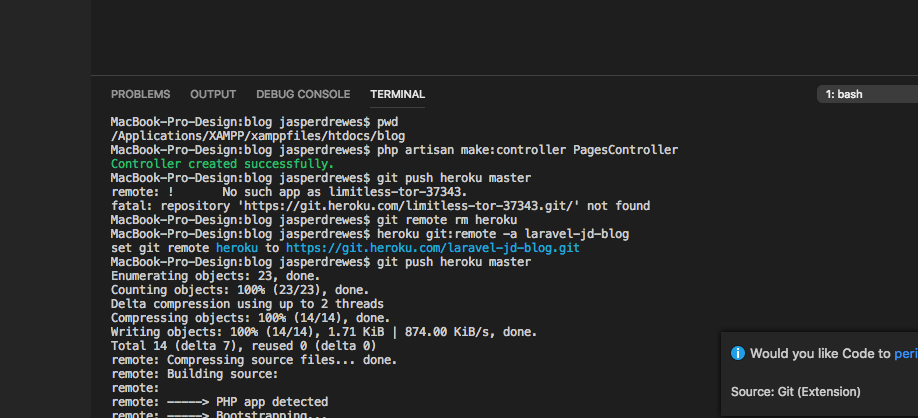 PROBLEMS OUTPUT DEBUG CONSOLE TERMINAL 1: bash
MacBook-Pro-Design:blog jasperdrewes$ pwd
/Applications/XAMPP/xamppfiles/htdocs/blog
MacBook-Pro-Design:blog jasperdrewes$ php artisan make:controller PagesController
Controller created successfully.
MacBook-Pro-Design:blog jasperdrewes$ git push heroku master
remote: !      No such app as limitless-tor-37343.
fatal: repository 'https://git.heroku.com/limitless-tor-37343.git/' not found
MacBook-Pro-Design:blog jasperdrewes$ git remote rm heroku
MacBook-Pro-Design:blog jasperdrewes$ heroku git:remote -a laravel-jd-blog
set git remote heroku to https://git.heroku.com/laravel-jd-blog.git
MacBook-Pro-Design:blog jasperdrewes$ git push heroku master
Enumerating objects: 23, done.
Counting objects: 100% (23/23), done.
Delta compression using up to 2 threads
Compressing objects: 100% (14/14), done.
Writing objects: 100% (14/14), 1.71 KiB | 874.00 KiB/s, done.
Total 14 (delta 7), reused 0 (delta 0)
remote: Compressing source files... done.
remote: Building source:
remote:
remote: -----> PHP app detected
remote: -----> Bootstrapping...
Would you like Code to peri
Source: Git (Extension)